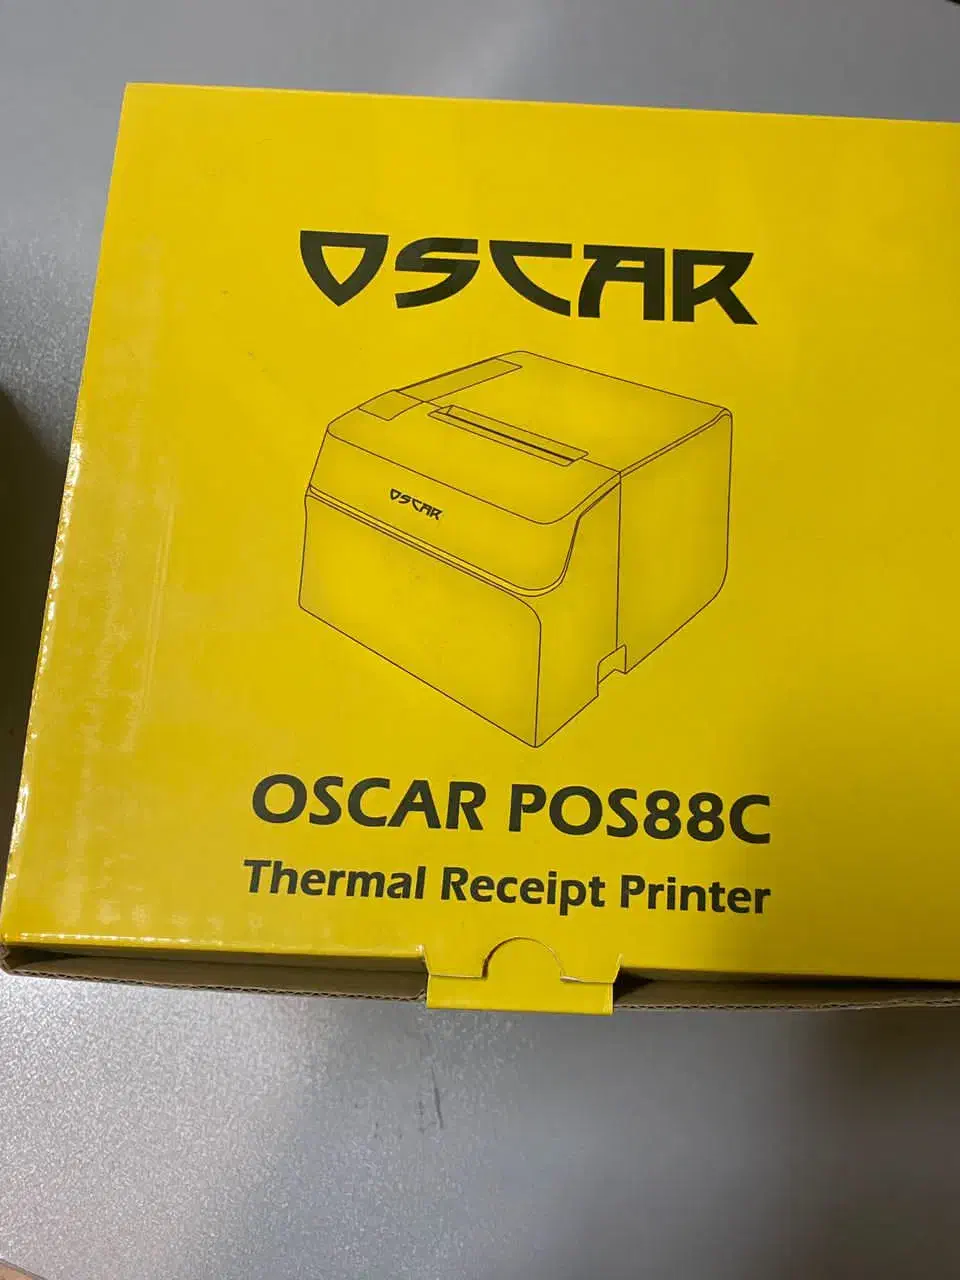 OSCAR
OSCAR
OSCAR POS88C
Thermal Receipt Printer